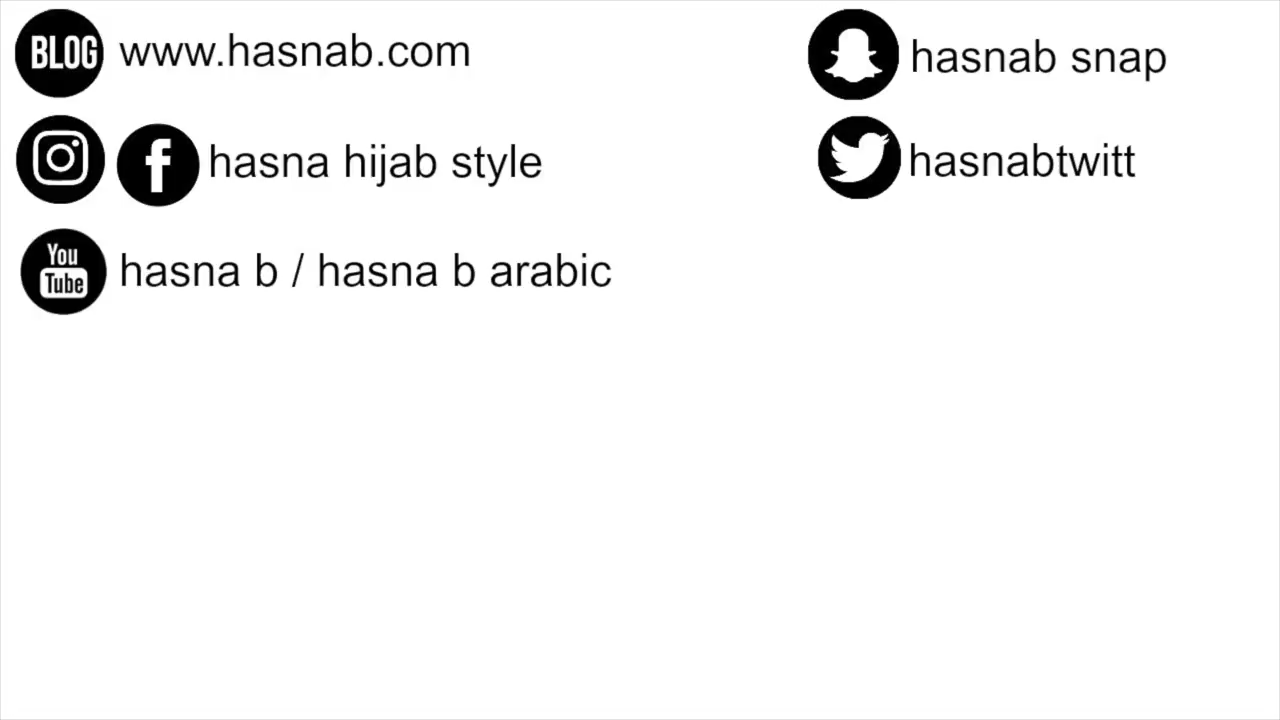 BLOG www.hasnab.com
hasnab snap
hasna hijab style
hasnabtwitt
You
Tube
hasna b / hasna b arabic